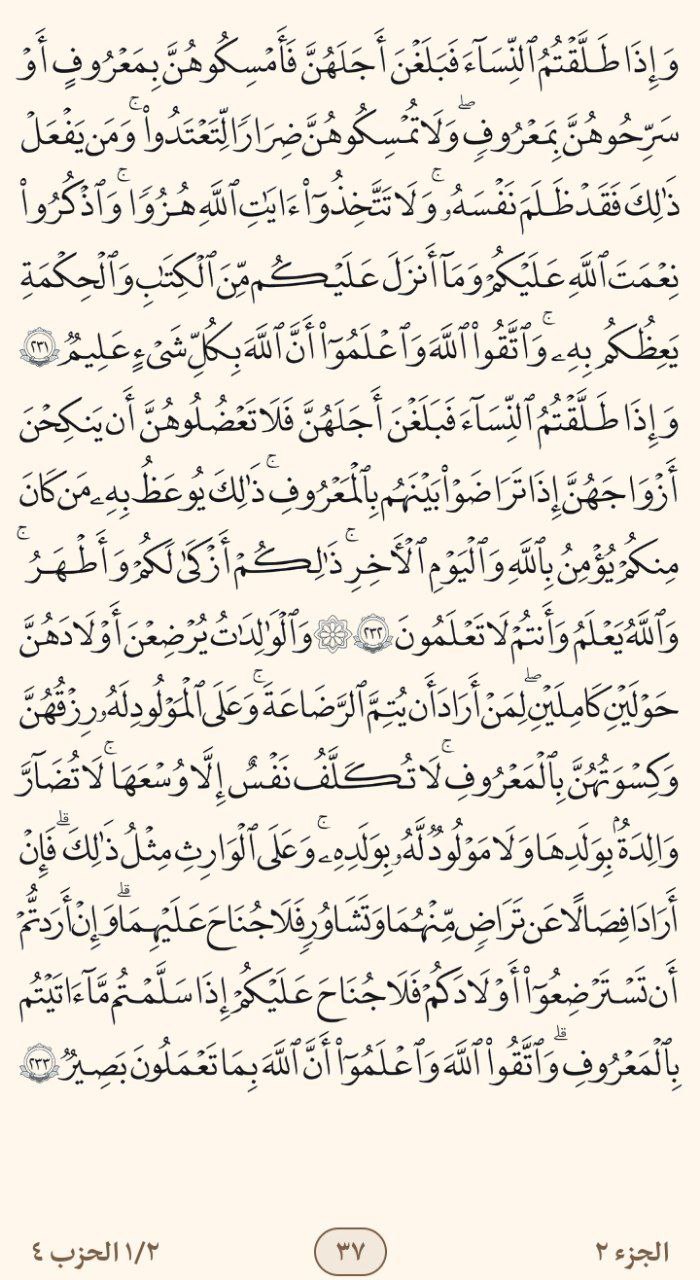 وَإِذَا طَلَّقْتُمُ ٱلنِّسَآءَ فَبَلَغْنَ أَجَلَهُنَّ فَأَمْسِكُوهُنَّ بِمَعْرُوفٍ أَوْ
سَرِّحُوهُنَّ بِمَعْرُوفٍۖ وَلَا تُمْسِكُوهُنَّ ضِرَارًا لِّتَعْتَدُوا۟ۚ وَمَن يَفْعَلْ
ذَٰلِكَ فَقَدْ ظَلَمَ نَفْسَهُۥۚ وَلَا تَتَّخِذُوٓا۟ ءَايَٰتِ ٱللَّهِ هُزُوًاۚ وَٱذْكُرُوا۟
نِعْمَتَ ٱللَّهِ عَلَيْكُمْ وَمَآ أَنزَلَ عَلَيْكُم مِّنَ ٱلْكِتَٰبِ وَٱلْحِكْمَةِ
يَعِظُكُم بِهِۦۚ وَٱتَّقُوا۟ ٱللَّهَ وَٱعْلَمُوٓا۟ أَنَّ ٱللَّهَ بِكُلِّ شَىْءٍ عَلِيمٌ ٢٣١
وَإِذَا طَلَّقْتُمُ ٱلنِّسَآءَ فَبَلَغْنَ أَجَلَهُنَّ فَلَا تَعْضُلُوهُنَّ أَن يَنكِحْنَ
أَزْوَٰجَهُنَّ إِذَا تَرَٰضَوْا۟ بَيْنَهُم بِٱلْمَعْرُوفِۗ ذَٰلِكَ يُوعَظُ بِهِۦ مَن كَانَ
مِنكُمْ يُؤْمِنُ بِٱللَّهِ وَٱلْيَوْمِ ٱلْءَاخِرِۗ ذَٰلِكُمْ أَزْكَىٰ لَكُمْ وَأَطْهَرُۚ
وَٱللَّهُ يَعْلَمُ وَأَنتُمْ لَا تَعْلَمُونَ ٢٣٢ ۞ وَٱلْوَٰلِدَٰتُ يُرْضِعْنَ أَوْلَٰدَهُنَّ
حَوْلَيْنِ كَامِلَيْنِۖ لِمَنْ أَرَادَ أَن يُتِمَّ ٱلرَّضَاعَةَۚ وَعَلَى ٱلْمَوْلُودِ لَهُۥ رِزْقُهُنَّ
وَكِسْوَتُهُنَّ بِٱلْمَعْرُوفِۚ لَا تُكَلَّفُ نَفْسٌ إِلَّا وُسْعَهَاۚ لَا تُضَآرَّ
وَٰلِدَةٌۢ بِوَلَدِهَا وَلَا مَوْلُودٌ لَّهُۥ بِوَلَدِهِۦۚ وَعَلَى ٱلْوَارِثِ مِثْلُ ذَٰلِكَۗ فَإِنْ
أَرَادَا فِصَالًا عَن تَرَاضٍ مِّنْهُمَا وَتَشَاوُرٍ فَلَا جُنَاحَ عَلَيْهِمَاۗ وَإِنْ أَرَدتُّمْ
أَن تَسْتَرْضِعُوٓا۟ أَوْلَٰدَكُمْ فَلَا جُنَاحَ عَلَيْكُمْ إِذَا سَلَّمْتُم مَّآ ءَاتَيْتُم
بِٱلْمَعْرُوفِۗ وَٱتَّقُوا۟ ٱللَّهَ وَٱعْلَمُوٓا۟ أَنَّ ٱللَّهَ بِمَا تَعْمَلُونَ بَصِيرٌ ٢٣٣
الجزء ٢ ٣٧ ١/٢ الحزب ٤